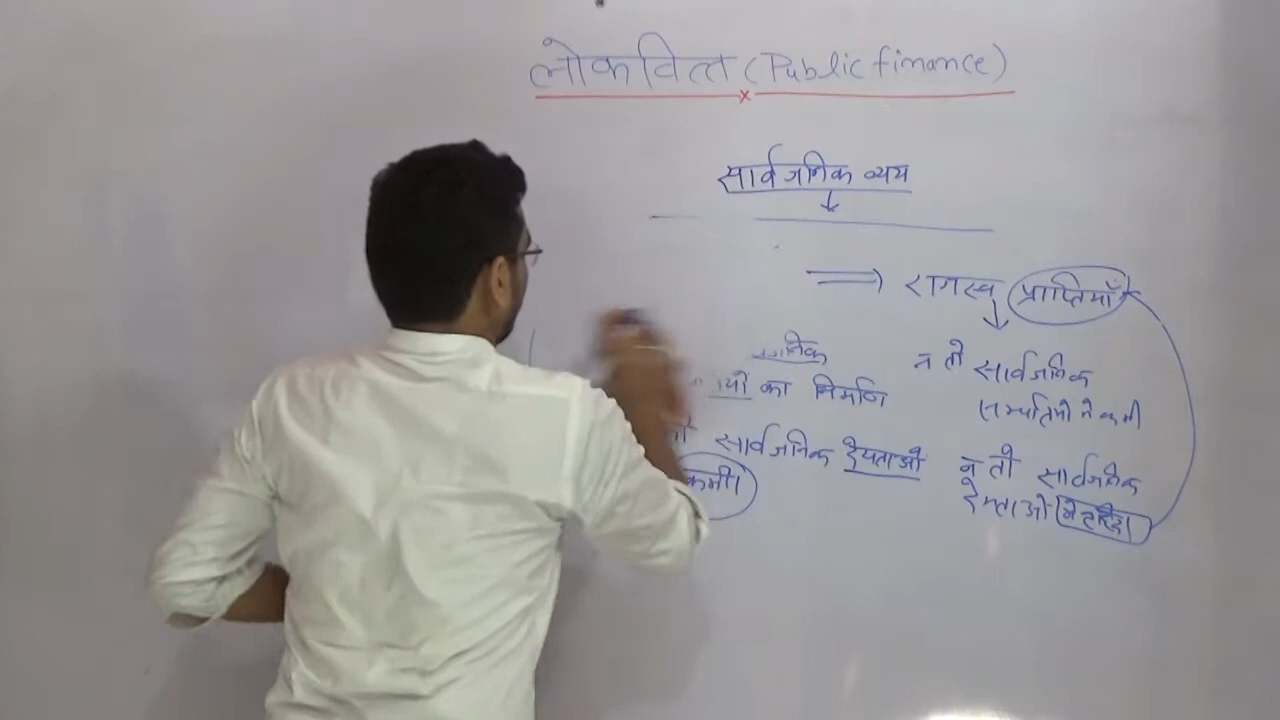 लोकवित्त (Public finance)
सार्वजनिक व्यय
राजस्व प्राप्तियाँ
न तो सार्वजनिक
सम्पत्तियों में कमी
का निर्माण
सार्वजनिक देयताओं
कमी।
न तो सार्वजनिक
देयताओं में वृद्धि।